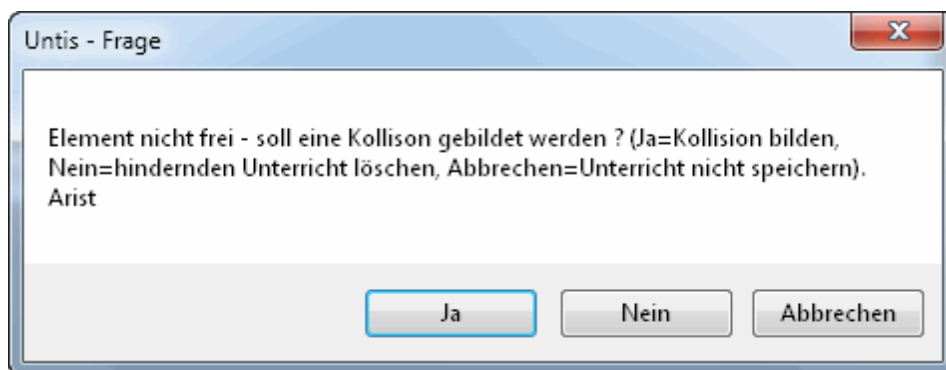 Untis - Frage
Element nicht frei - soll eine Kollison gebildet werden ? (Ja=Kollision bilden,
Nein=hindernden Unterricht löschen, Abbrechen=Unterricht nicht speichern).
Arist
Ja
Nein
Abbrechen